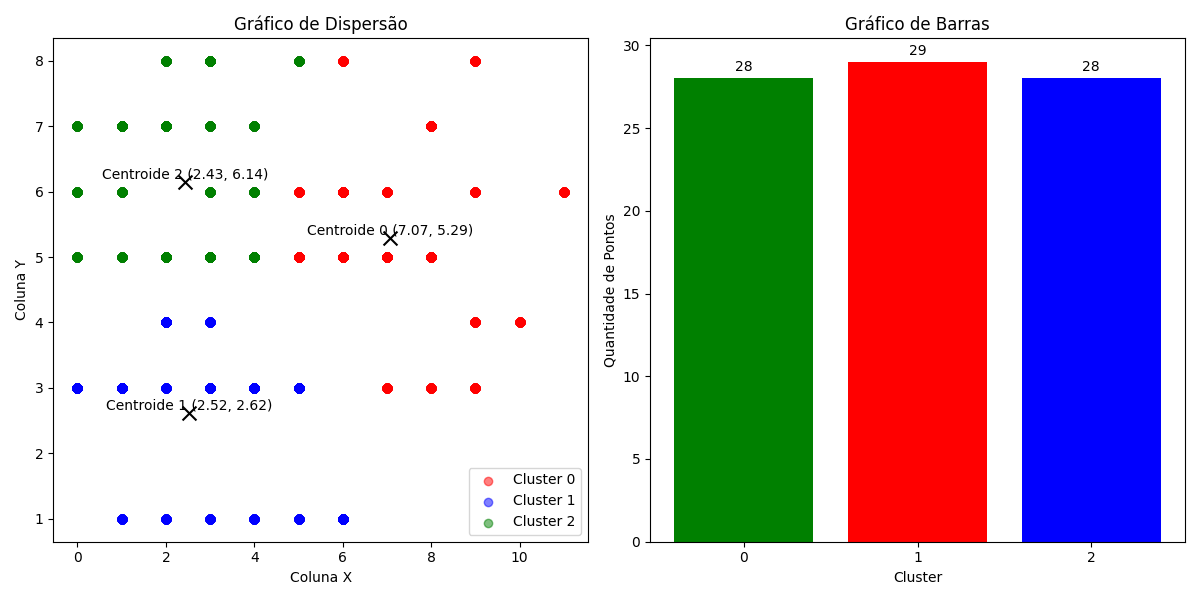 Gráfico de Dispersão
8
7
6
5
4
3
2
1
Coluna Y
Centroide 2 (2.43, 6.14)
Centroide 0 (7.07, 5.29)
Centroide 1 (2.52, 2.62)
Cluster 0
Cluster 1
Cluster 2
0 2 4 6 8 10
Coluna X
Gráfico de Barras
30
25
20
15
10
5
0
Quantidade de Pontos
28 29 28
0 1 2
Cluster